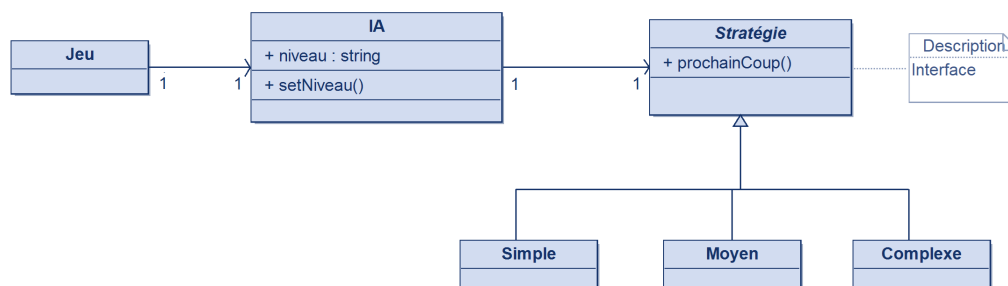 Jeu
1
1
IA
+ niveau : string
+ setNiveau()
1
1
Stratégie
+ prochainCoup()
Description
Interface
Simple
Moyen
Complexe